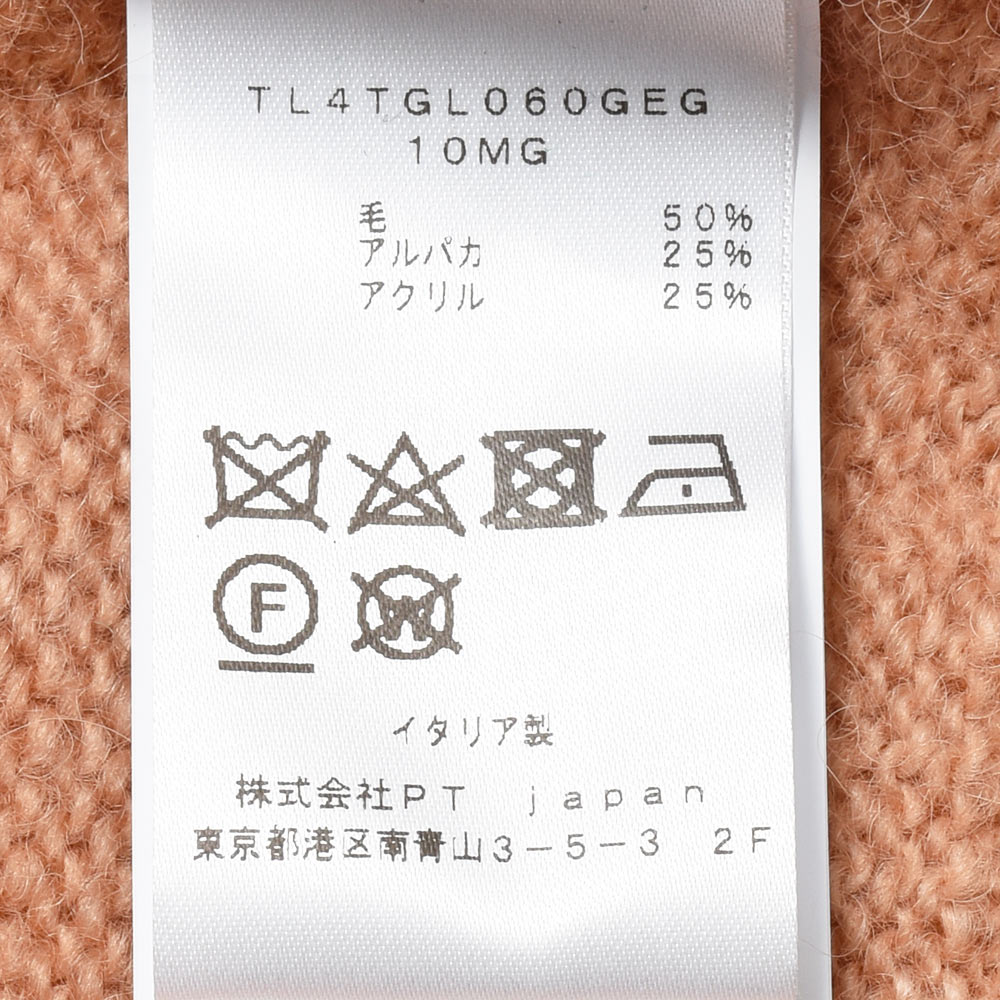 TL4TGL060GEG
10MG
毛 50%
アルパカ 25%
アクリル 25%
F
W
イタリア製
株式会社PT japan
東京都港区南青山3-5-3 2F